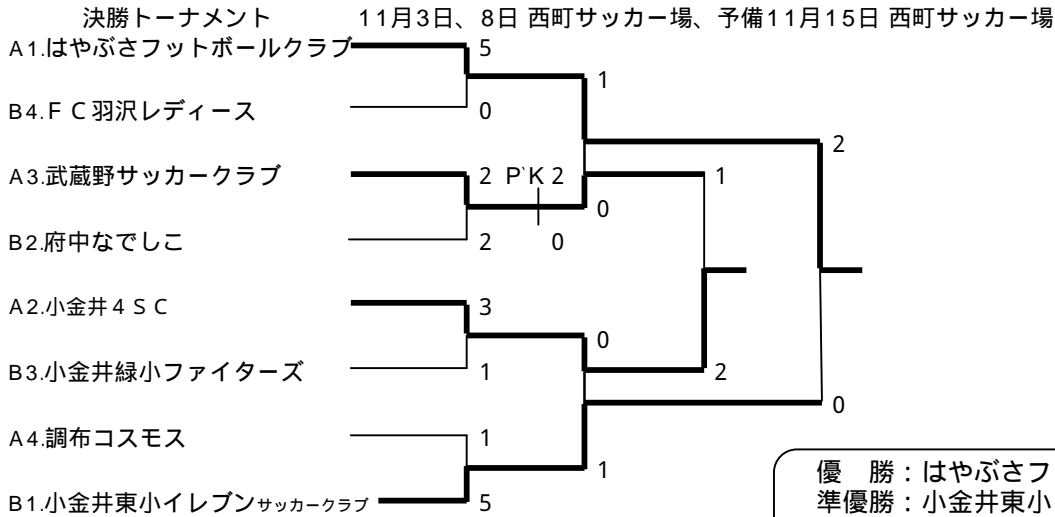 決勝トーナメント 11月3日、8日 西町サッカー場、予備11月15日 西町サッカー場
A1.はやぶさフットボールクラブ 5
1
B4.FC羽沢レディース 0
2
A3.武蔵野サッカークラブ 2 PK 2 1
0
B2.府中なでしこ 2 0
A2.小金井4SC 3
0
B3.小金井緑小ファイターズ 1 2
0
A4.調布コスモス 1
1
B1.小金井東小イレブンサッカークラブ 5
優 勝：はやぶさフ
準優勝：小金井東小